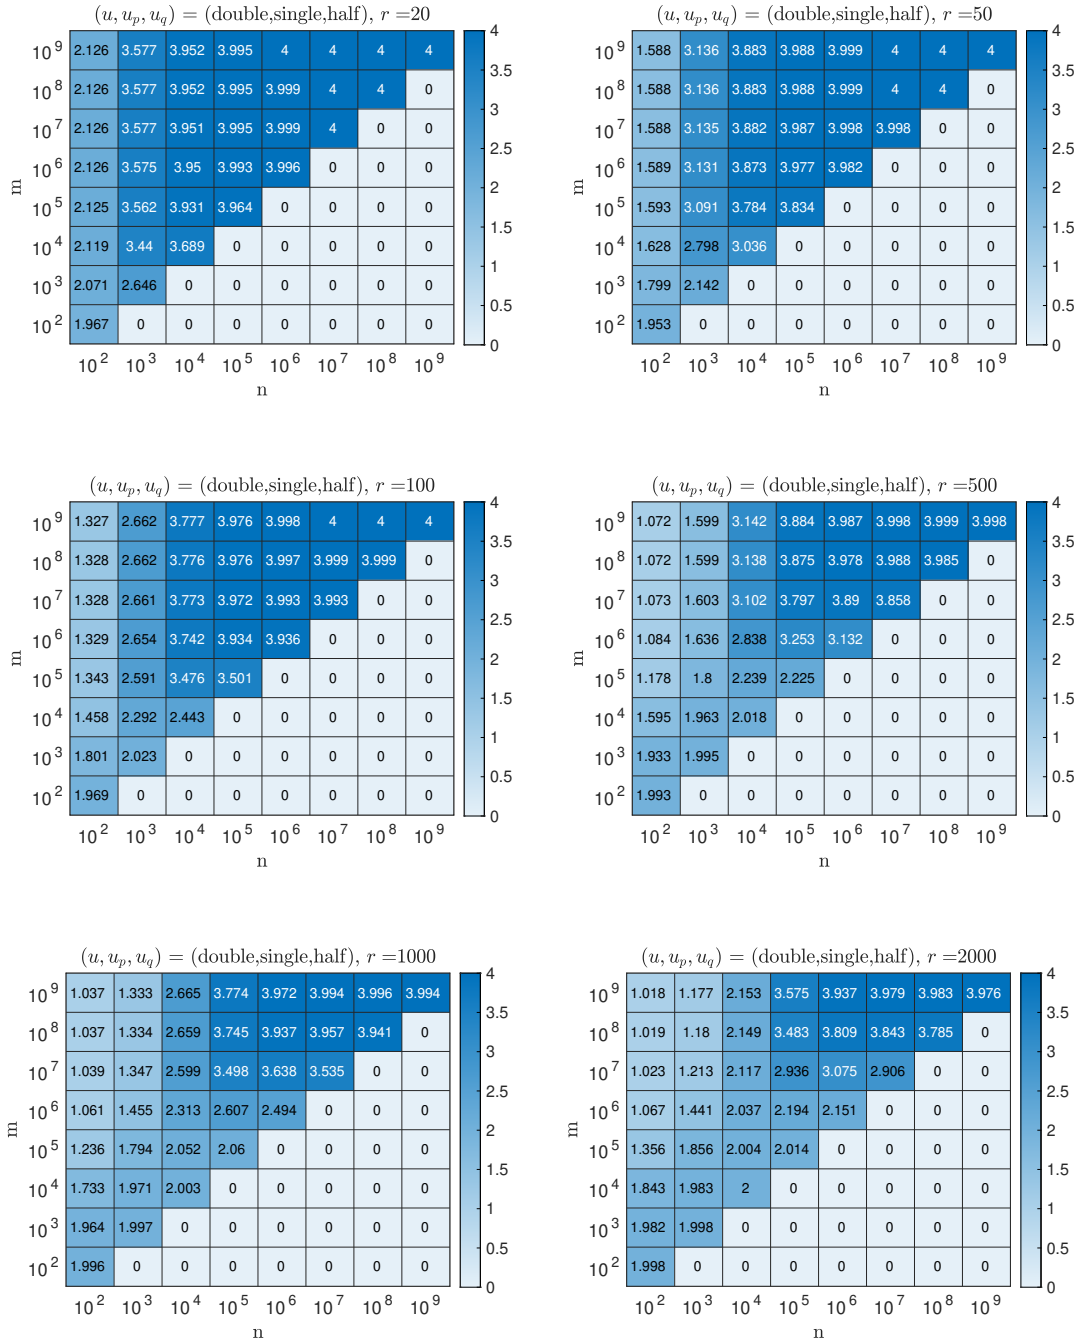 (u, u_p, u_q) = (double,single,half), r =20
10^9 2.126 3.577 3.952 3.995 4 4 4 4
10^8 2.126 3.577 3.952 3.995 3.999 4 4 0
10^7 2.126 3.577 3.951 3.995 3.999 4 0 0
10^6 2.126 3.575 3.95 3.993 3.996 0 0 0
10^5 2.125 3.562 3.931 3.964 0 0 0 0
10^4 2.119 3.44 3.689 0 0 0 0 0
10^3 2.071 2.646 0 0 0 0 0 0
10^2 1.967 0 0 0 0 0 0 0
10^2 10^3 10^4 10^5 10^6 10^7 10^8 10^9
n
m
4
3.5
3
2.5
2
1.5
1
0.5
0
(u, u_p, u_q) = (double,single,half), r =50
10^9 1.588 3.136 3.883 3.988 3.999 4 4 4
10^8 1.588 3.136 3.883 3.988 3.999 4 4 0
10^7 1.588 3.135 3.882 3.987 3.998 3.998 0 0
10^6 1.589 3.131 3.873 3.977 3.982 0 0 0
10^5 1.593 3.091 3.784 3.834 0 0 0 0
10^4 1.628 2.798 3.036 0 0 0 0 0
10^3 1.799 2.142 0 0 0 0 0 0
10^2 1.953 0 0 0 0 0 0 0
10^2 10^3 10^4 10^5 10^6 10^7 10^8 10^9
n
m
4
3.5
3
2.5
2
1.5
1
0.5
0
(u, u_p, u_q) = (double,single,half), r =100
10^9 1.327 2.662 3.777 3.976 3.998 4 4 4
10^8 1.328 2.662 3.776 3.976 3.997 3.999 3.999 0
10^7 1.328 2.661 3.773 3.972 3.993 3.993 0 0
10^6 1.329 2.654 3.742 3.934 3.936 0 0 0
10^5 1.343 2.591 3.476 3.501 0 0 0 0
10^4 1.458 2.292 2.443 0 0 0 0 0
10^3 1.801 2.023 0 0 0 0 0 0
10^2 1.969 0 0 0 0 0 0 0
10^2 10^3 10^4 10^5 10^6 10^7 10^8 10^9
n
m
4
3.5
3
2.5
2
1.5
1
0.5
0
(u, u_p, u_q) = (double,single,half), r =500
10^9 1.072 1.599 3.142 3.884 3.987 3.998 3.999 3.998
10^8 1.072 1.599 3.138 3.875 3.978 3.988 3.985 0
10^7 1.073 1.603 3.102 3.797 3.89 3.858 0 0
10^6 1.084 1.636 2.838 3.253 3.132 0 0 0
10^5 1.178 1.8 2.239 2.225 0 0 0 0
10^4 1.595 1.963 2.018 0 0 0 0 0
10^3 1.933 1.995 0 0 0 0 0 0
10^2 1.993 0 0 0 0 0 0 0
10^2 10^3 10^4 10^5 10^6 10^7 10^8 10^9
n
m
4
3.5
3
2.5
2
1.5
1
0.5
0
(u, u_p, u_q) = (double,single,half), r =1000
10^9 1.037 1.333 2.665 3.774 3.972 3.994 3.996 3.994
10^8 1.037 1.334 2.659 3.745 3.937 3.957 3.941 0
10^7 1.039 1.347 2.599 3.498 3.638 3.535 0 0
10^6 1.061 1.455 2.313 2.607 2.494 0 0 0
10^5 1.236 1.794 2.052 2.06 0 0 0 0
10^4 1.733 1.971 2.003 0 0 0 0 0
10^3 1.964 1.997 0 0 0 0 0 0
10^2 1.996 0 0 0 0 0 0 0
10^2 10^3 10^4 10^5 10^6 10^7 10^8 10^9
n
m
4
3.5
3
2.5
2
1.5
1
0.5
0
(u, u_p, u_q) = (double,single,half), r =2000
10^9 1.018 1.177 2.153 3.575 3.937 3.979 3.983 3.976
10^8 1.019 1.18 2.149 3.483 3.809 3.843 3.785 0
10^7 1.023 1.213 2.117 2.936 3.075 2.906 0 0
10^6 1.067 1.441 2.037 2.194 2.151 0 0 0
10^5 1.356 1.856 2.004 2.014 0 0 0 0
10^4 1.843 1.983 2 0 0 0 0 0
10^3 1.982 1.998 0 0 0 0 0 0
10^2 1.998 0 0 0 0 0 0 0
10^2 10^3 10^4 10^5 10^6 10^7 10^8 10^9
n
m
4
3.5
3
2.5
2
1.5
1
0.5
0